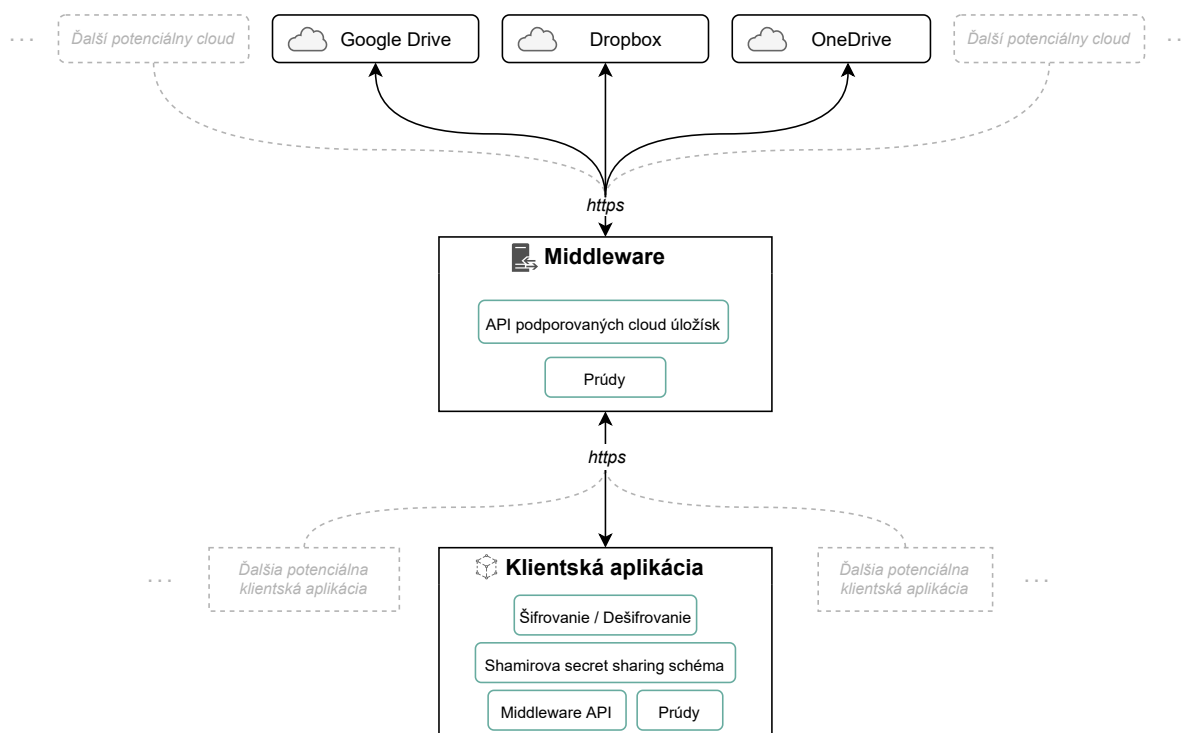 ... Ďalší potenciálny cloud Google Drive Dropbox OneDrive Ďalší potenciálny cloud ...
https
Middleware
API podporovaných cloud úložísk
Prúdy
https
Klientská aplikácia
... Ďalšia potenciálna
klientská aplikácia
Ďalšia potenciálna
klientská aplikácia ...
Šifrovanie / Dešifrovanie
Shamirova secret sharing schéma
Middleware API Prúdy